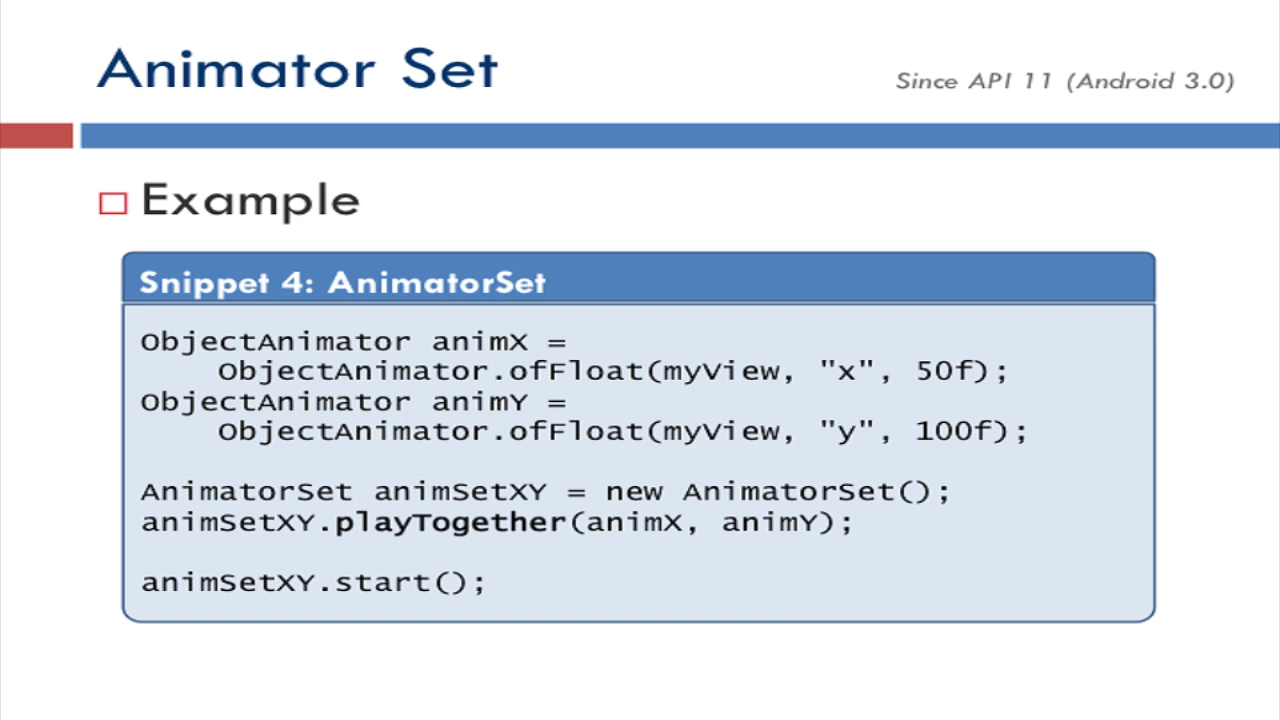 Animator Set
Since API 11 (Android 3.0)
Example
Snippet 4: AnimatorSet
ObjectAnimator animX =
    ObjectAnimator.ofFloat(myView, "x", 50f);
ObjectAnimator animY =
    ObjectAnimator.ofFloat(myView, "y", 100f);
AnimatorSet animSetXY = new AnimatorSet();
animSetXY.playTogether(animX, animY);
animSetXY.start();